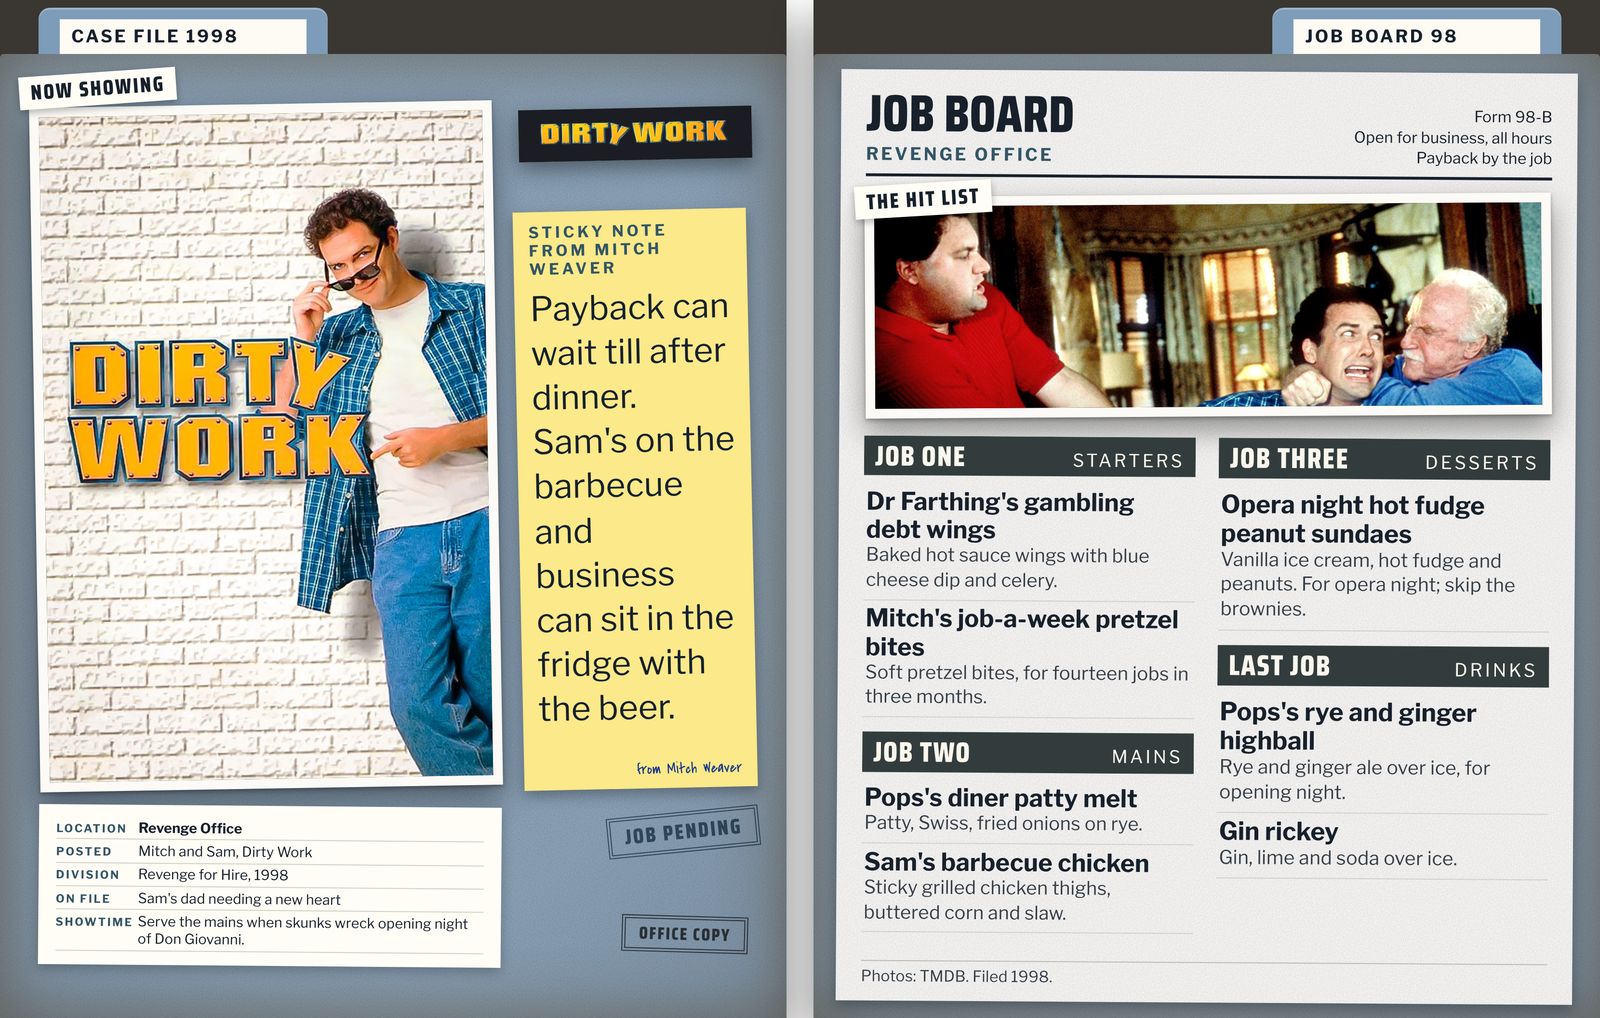 CASE FILE 1998
NOW SHOWING
DIRTY
WORK
DIRTY WORK
STICKY NOTE
FROM MITCH
WEAVER
Payback can
wait till after
dinner.
Sam's on the
barbecue
and
business
can sit in the
fridge with
the beer.
from Mitch Weaver
LOCATION Revenge Office
POSTED Mitch and Sam, Dirty Work
DIVISION Revenge for Hire, 1998
ON FILE Sam's dad needing a new heart
SHOWTIME Serve the mains when skunks wreck opening night
of Don Giovanni.
JOB PENDING
OFFICE COPY
JOB BOARD 98
JOB BOARD
REVENGE OFFICE
Form 98-B
Open for business, all hours
Payback by the job
THE HIT LIST
JOB ONE STARTERS
Dr Farthing's gambling
debt wings
Baked hot sauce wings with blue
cheese dip and celery.
Mitch's job-a-week pretzel
bites
Soft pretzel bites, for fourteen jobs in
three months.
JOB TWO MAINS
Pops's diner patty melt
Patty, Swiss, fried onions on rye.
Sam's barbecue chicken
Sticky grilled chicken thighs,
buttered corn and slaw.
JOB THREE DESSERTS
Opera night hot fudge
peanut sundaes
Vanilla ice cream, hot fudge and
peanuts. For opera night; skip the
brownies.
LAST JOB DRINKS
Pops's rye and ginger
highball
Rye and ginger ale over ice, for
opening night.
Gin rickey
Gin, lime and soda over ice.
Photos: TMDB. Filed 1998.